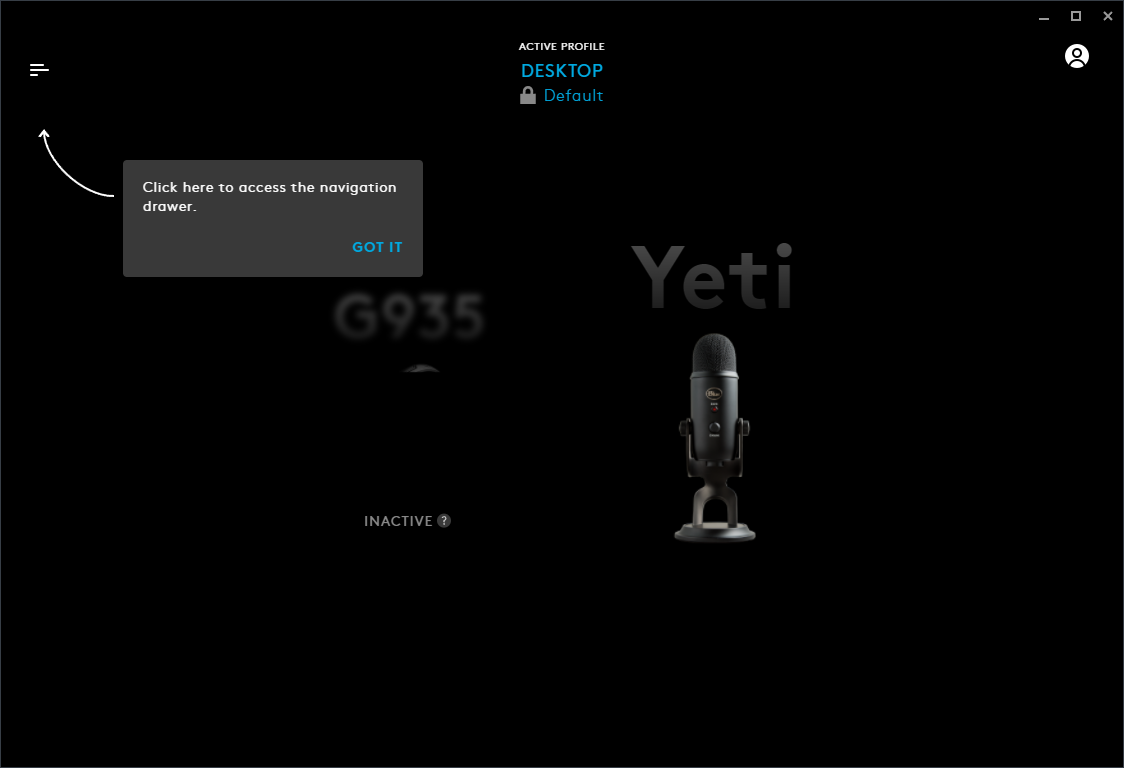 ACTIVE PROFILE
DESKTOP
Default
Click here to access the navigation
drawer.
GOT IT
Yeti
G935
INACTIVE ?